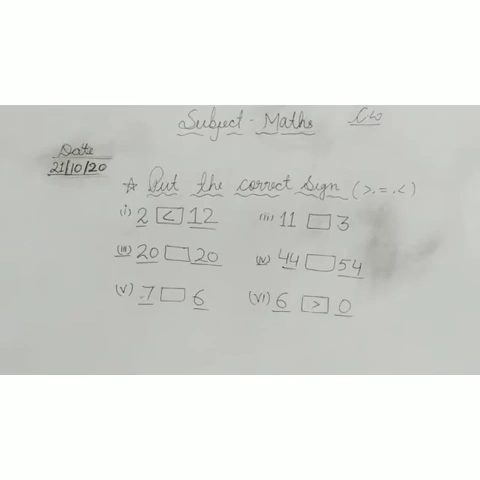 Subject - Maths CW
Date
21/10/20
☆ Put the correct sign (>.=.<)
(i) 2 < 12 (ii) 11 □ 3
(iii) 20 □ 20 (iv) 44 □ 54
(v) 7 □ 6 (vi) 6 > 0